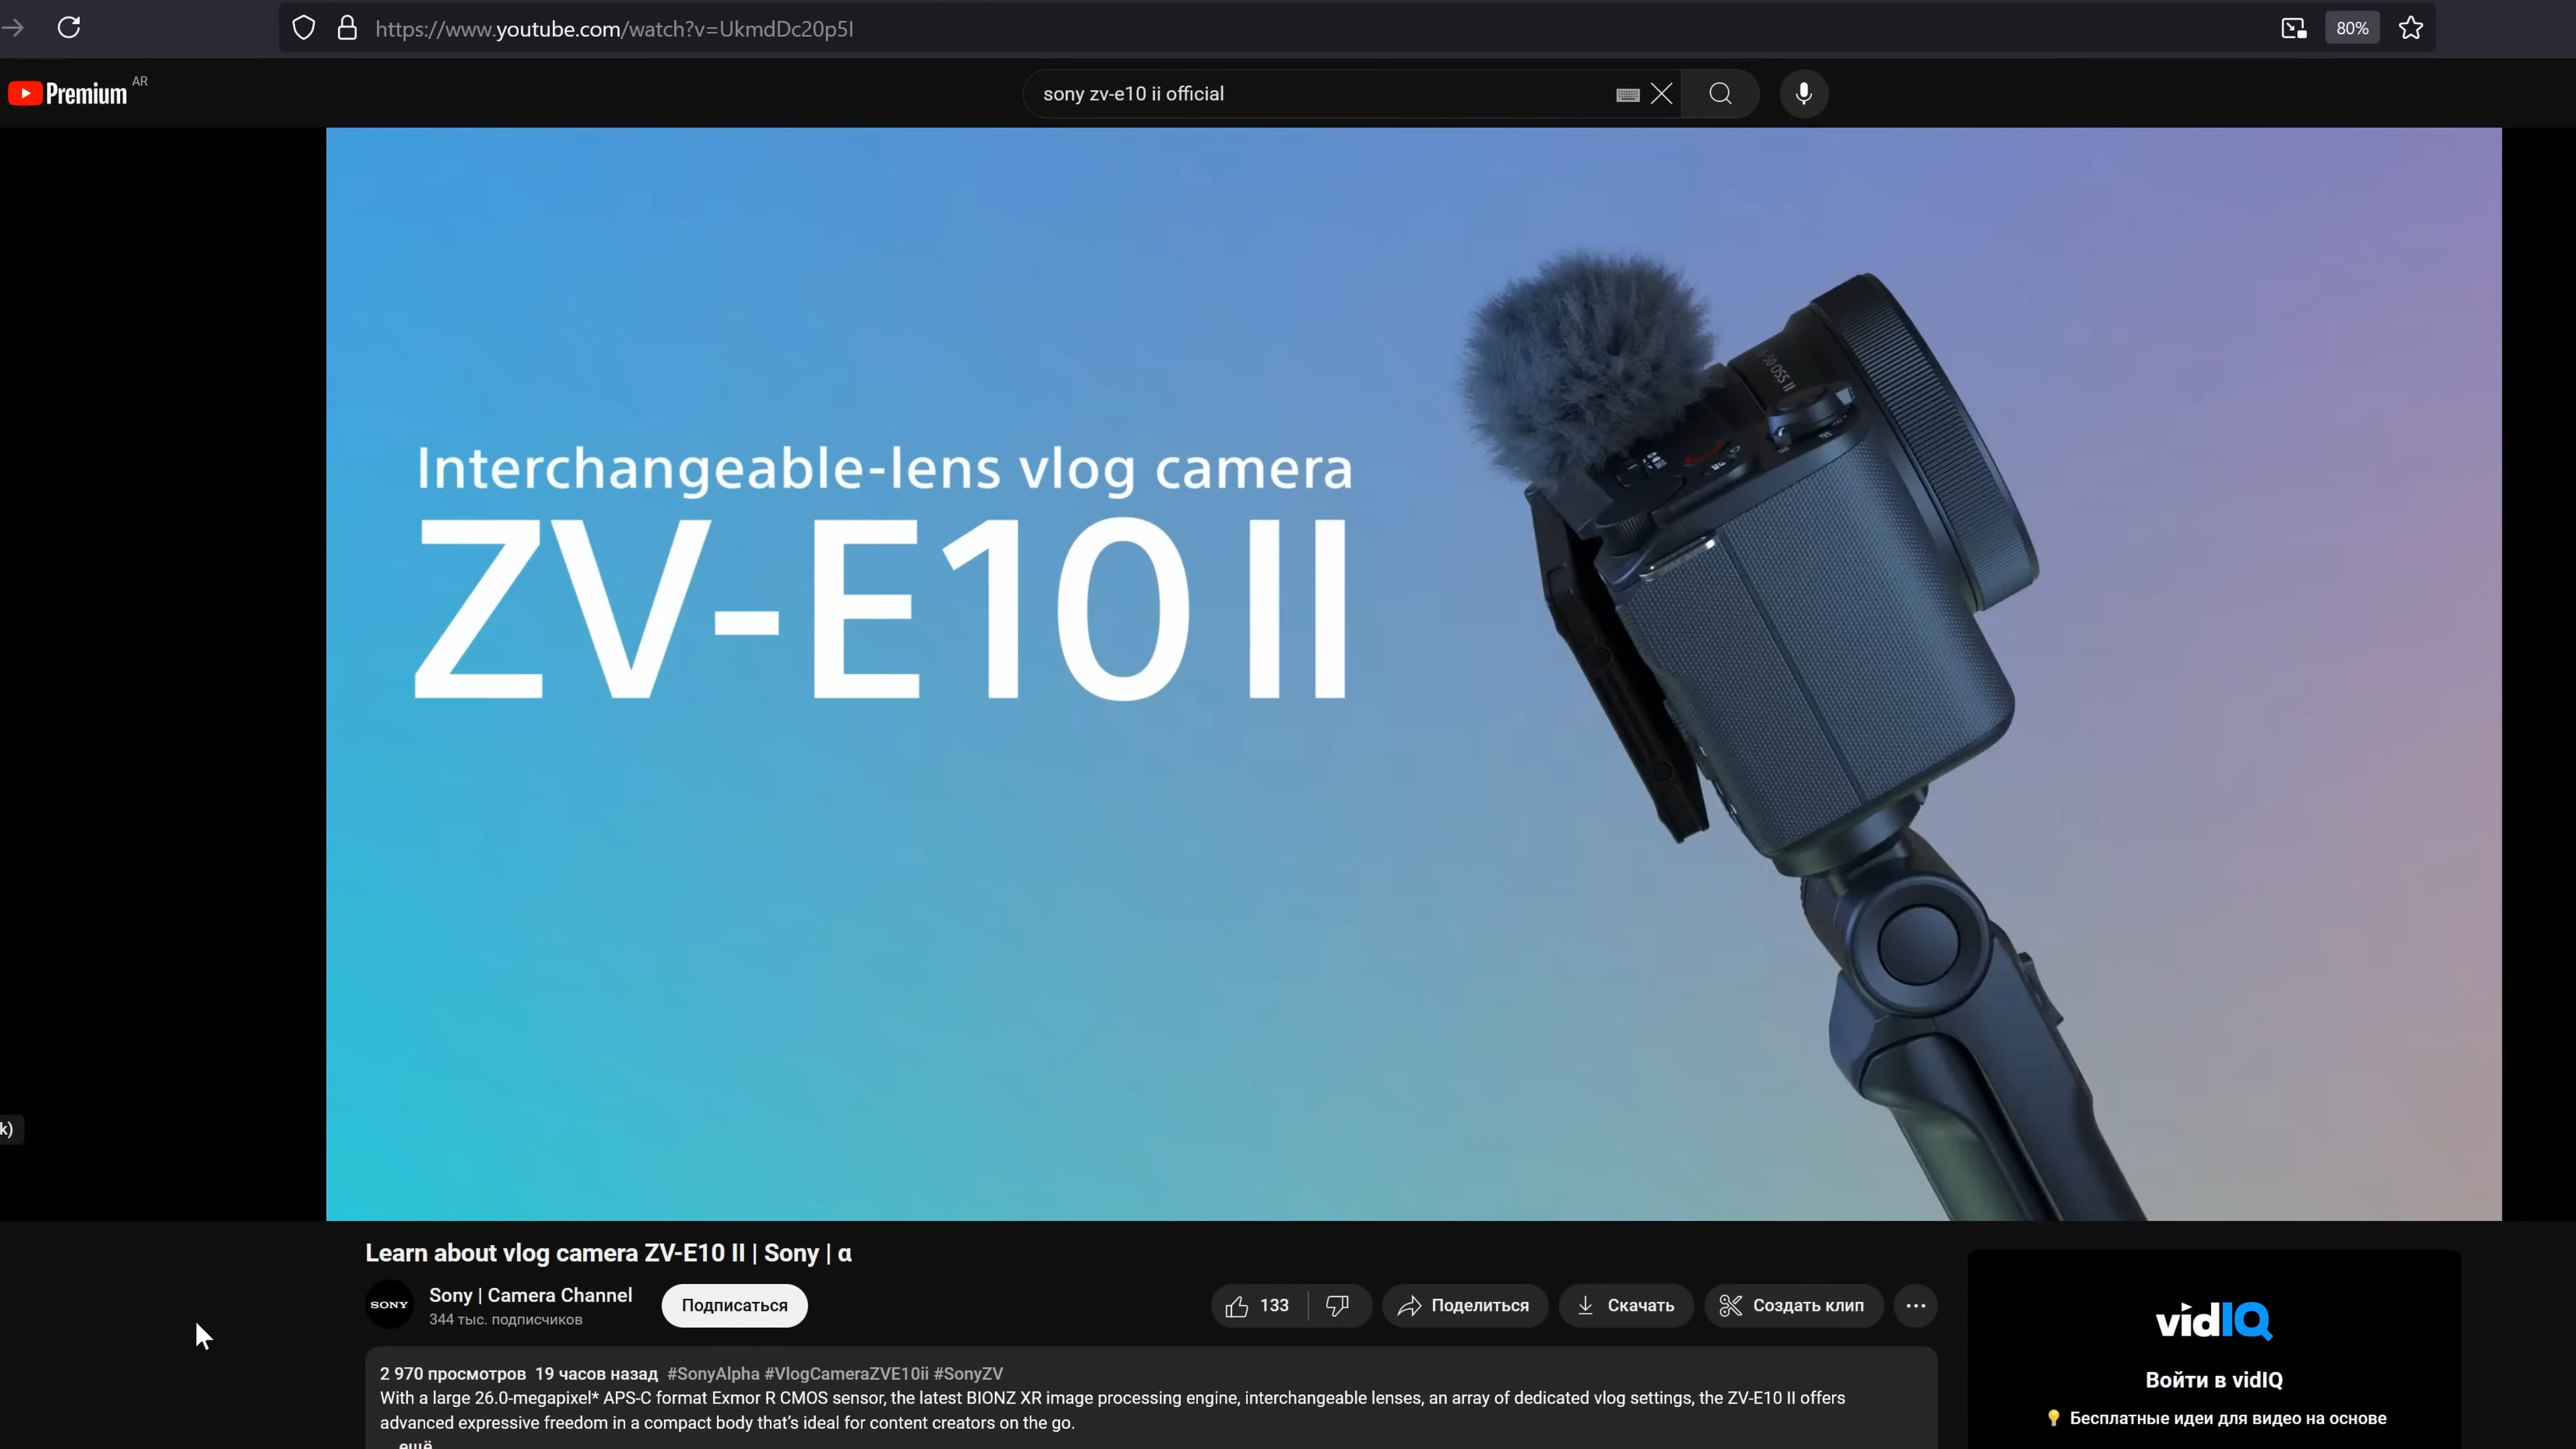 https://www.youtube.com/watch?v=UkmdDc20p5I
80%
Premium AR
sony zv-e10 ii official
Interchangeable-lens vlog camera
ZV-E10 II
OSS II
k)
Learn about vlog camera ZV-E10 II | Sony | α
SONY
Sony | Camera Channel
344 тыс. подписчиков
Подписаться
133
Поделиться
Скачать
Создать клип
2 970 просмотров 19 часов назад #SonyAlpha #VlogCameraZVE10ii #SonyZV
With a large 26.0-megapixel* APS-C format Exmor R CMOS sensor, the latest BIONZ XR image processing engine, interchangeable lenses, an array of dedicated vlog settings, the ZV-E10 II offers
advanced expressive freedom in a compact body that’s ideal for content creators on the go.
...ещё
vidIQ
Войти в vidIQ
Бесплатные идеи для видео на основе